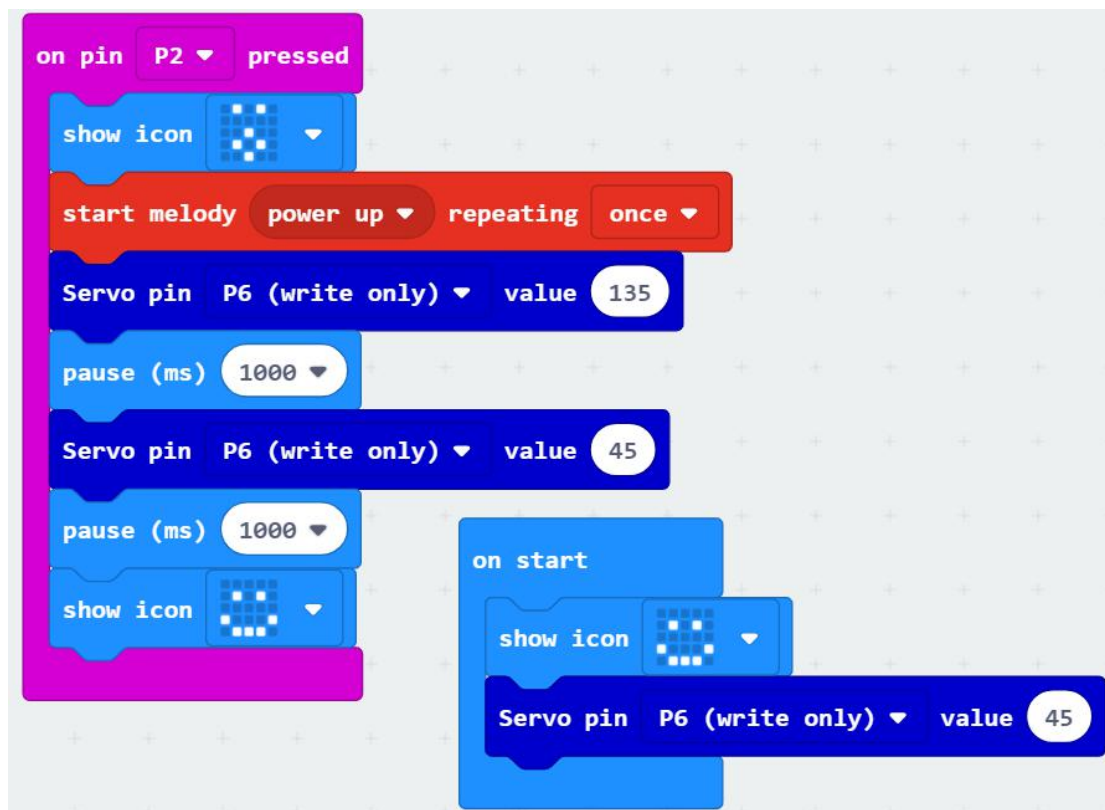 on pin P2 pressed
show icon
start melody power up repeating once
Servo pin P6 (write only) value 135
pause (ms) 1000
Servo pin P6 (write only) value 45
pause (ms) 1000
show icon
on start
show icon
Servo pin P6 (write only) value 45